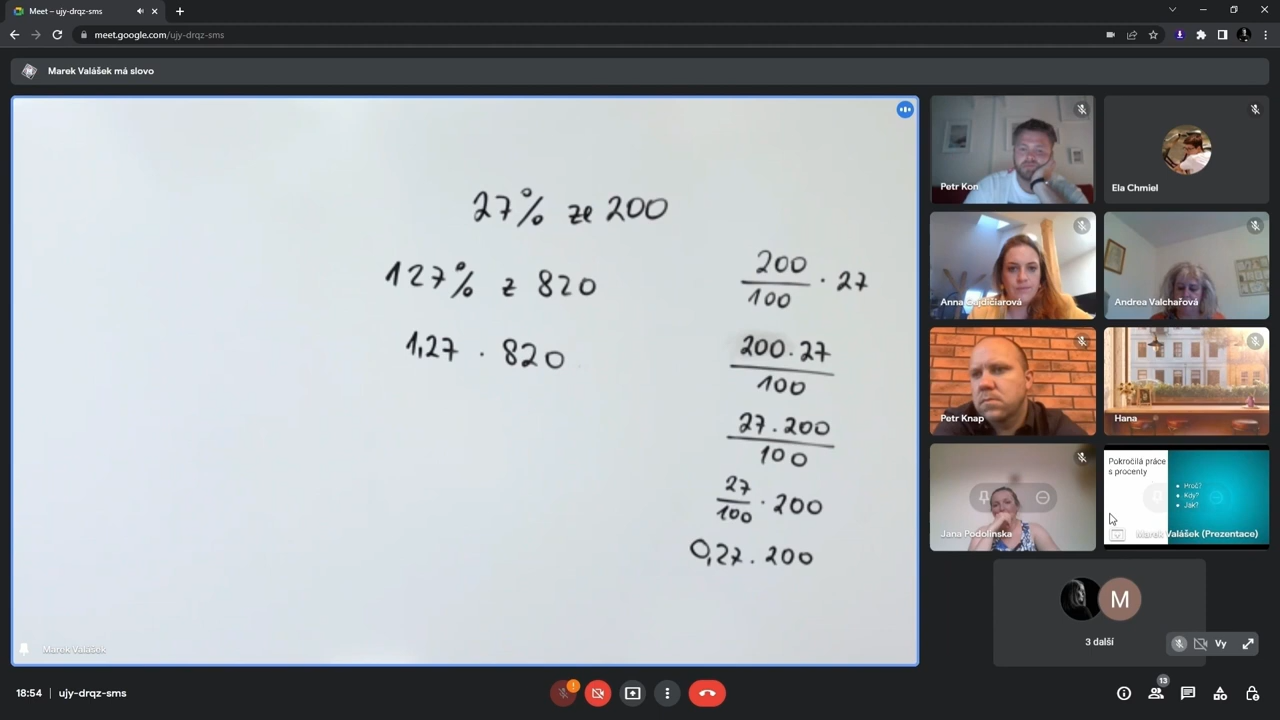 Meet – ujy-drqz-sms
meet.google.com/ujy-drqz-sms
Marek Valášek má slovo
27% ze 200
127% z 820
1,27 · 820
200
100 · 27
200 · 27
100
27 · 200
100
27
100 · 200
0,27 · 200
Marek Valášek
Petr Kon
Ela Chmiel
Anna Gajdičiarová
Andrea Valchařová
Petr Knap
Hana
Jana Podolinska
Pokročilá práce
s procenty
Proč?
Kdy?
Jak?
Marek Valášek (Prezentace)
M
3 další
Vy
18:54 ujy-drqz-sms
13